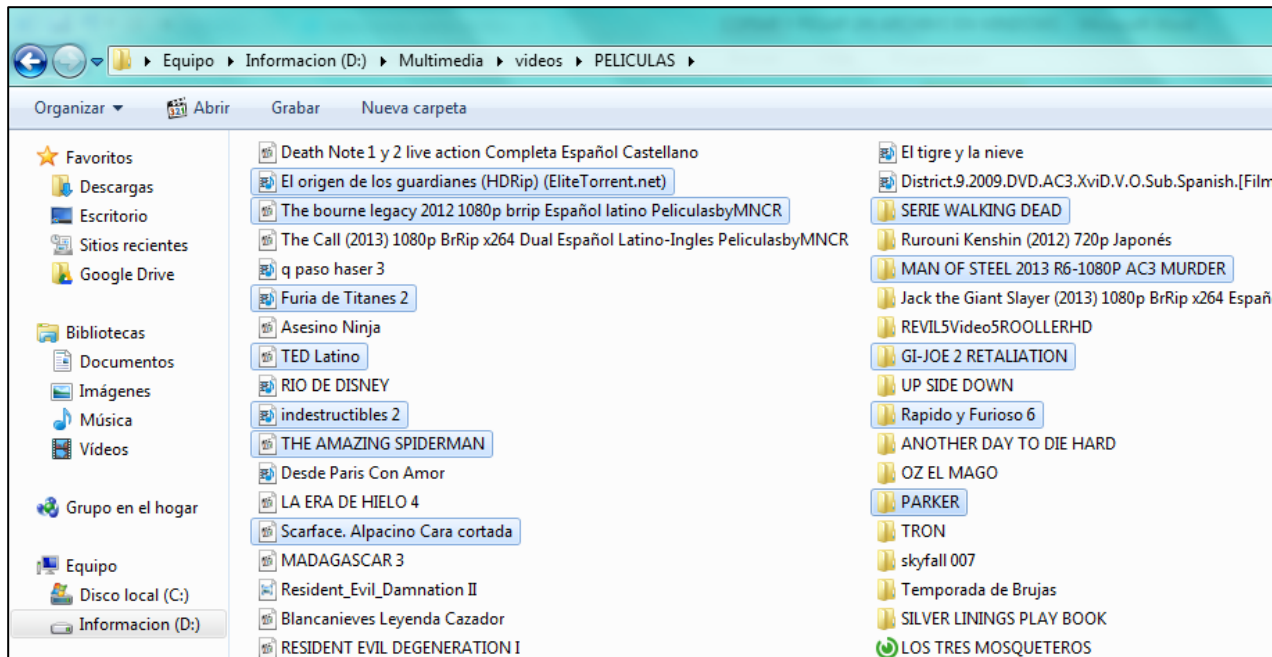 Equipo ▸ Informacion (D:) ▸ Multimedia ▸ videos ▸ PELICULAS ▸
Organizar Abrir Grabar Nueva carpeta
Favoritos
Descargas
Escritorio
Sitios recientes
Google Drive
Bibliotecas
Documentos
Imágenes
Música
Vídeos
Grupo en el hogar
Equipo
Disco local (C:)
Informacion (D:)
Death Note 1 y 2 live action Completa Español Castellano
El origen de los guardianes (HDRip) (EliteTorrent.net)
The bourne legacy 2012 1080p brrip Español latino PeliculasbyMNCR
The Call (2013) 1080p BrRip x264 Dual Español Latino-Ingles PeliculasbyMNCR
q paso haser 3
Furia de Titanes 2
Asesino Ninja
TED Latino
RIO DE DISNEY
indestructibles 2
THE AMAZING SPIDERMAN
Desde Paris Con Amor
LA ERA DE HIELO 4
Scarface. Alpacino Cara cortada
MADAGASCAR 3
Resident_Evil_Damnation II
Blancanieves Leyenda Cazador
RESIDENT EVIL DEGENERATION I
El tigre y la nieve
District.9.2009.DVD.AC3.XviD.V.O.Sub.Spanish.[Film
SERIE WALKING DEAD
Rurouni Kenshin (2012) 720p Japonés
MAN OF STEEL 2013 R6-1080P AC3 MURDER
Jack the Giant Slayer (2013) 1080p BrRip x264 Españ
REVIL5Video5ROOLLERHD
GI-JOE 2 RETALIATION
UP SIDE DOWN
Rapido y Furioso 6
ANOTHER DAY TO DIE HARD
OZ EL MAGO
PARKER
TRON
skyfall 007
Temporada de Brujas
SILVER LININGS PLAY BOOK
LOS TRES MOSQUETEROS